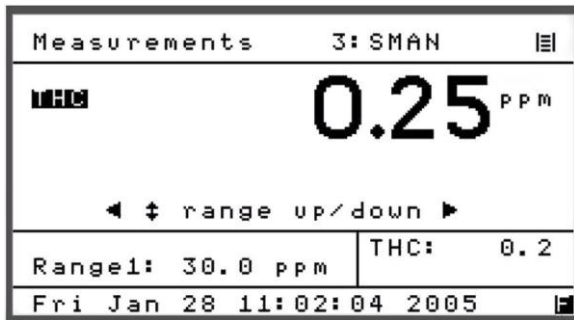 Measurements 3: SMAN
THC 0.25 ppm
◀ ↕ range up/down ▶
Range1: 30.0 ppm
THC: 0.2
Fri Jan 28 11:02:04 2005 F